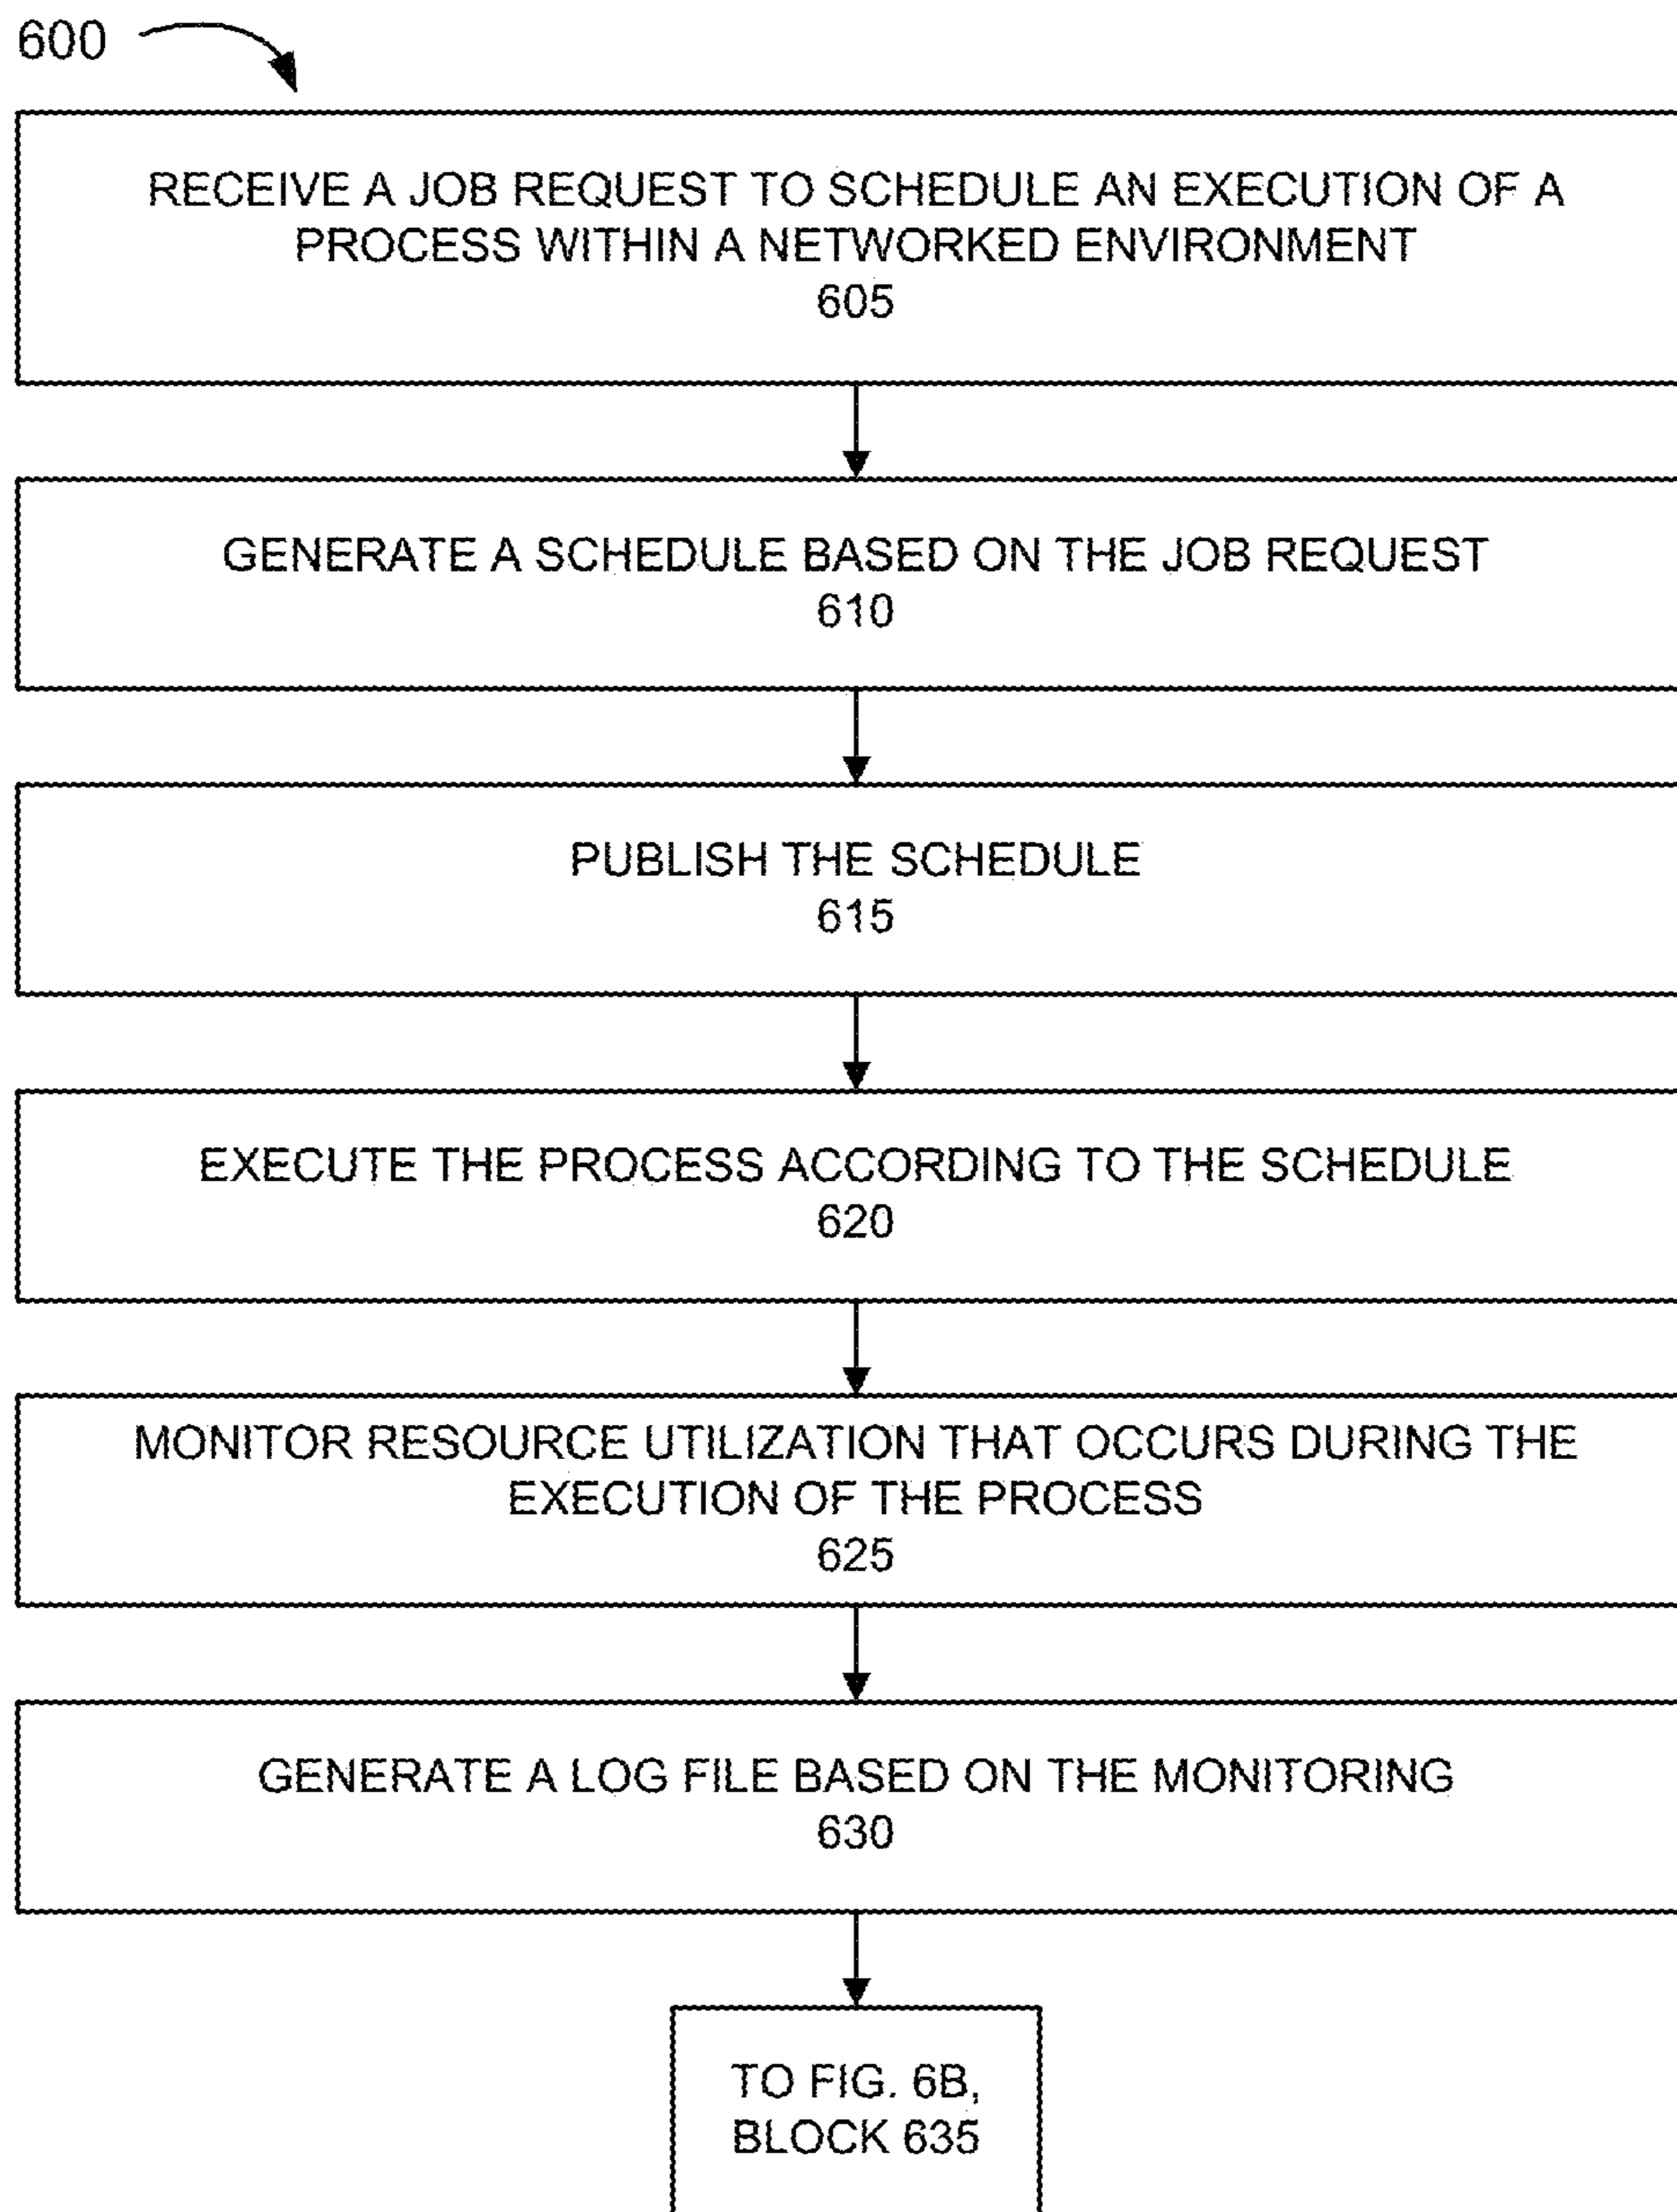 600
RECEIVE A JOB REQUEST TO SCHEDULE AN EXECUTION OF A
PROCESS WITHIN A NETWORKED ENVIRONMENT
605
GENERATE A SCHEDULE BASED ON THE JOB REQUEST
610
PUBLISH THE SCHEDULE
615
EXECUTE THE PROCESS ACCORDING TO THE SCHEDULE
620
MONITOR RESOURCE UTILIZATION THAT OCCURS DURING THE
EXECUTION OF THE PROCESS
625
GENERATE A LOG FILE BASED ON THE MONITORING
630
TO FIG. 6B,
BLOCK 635